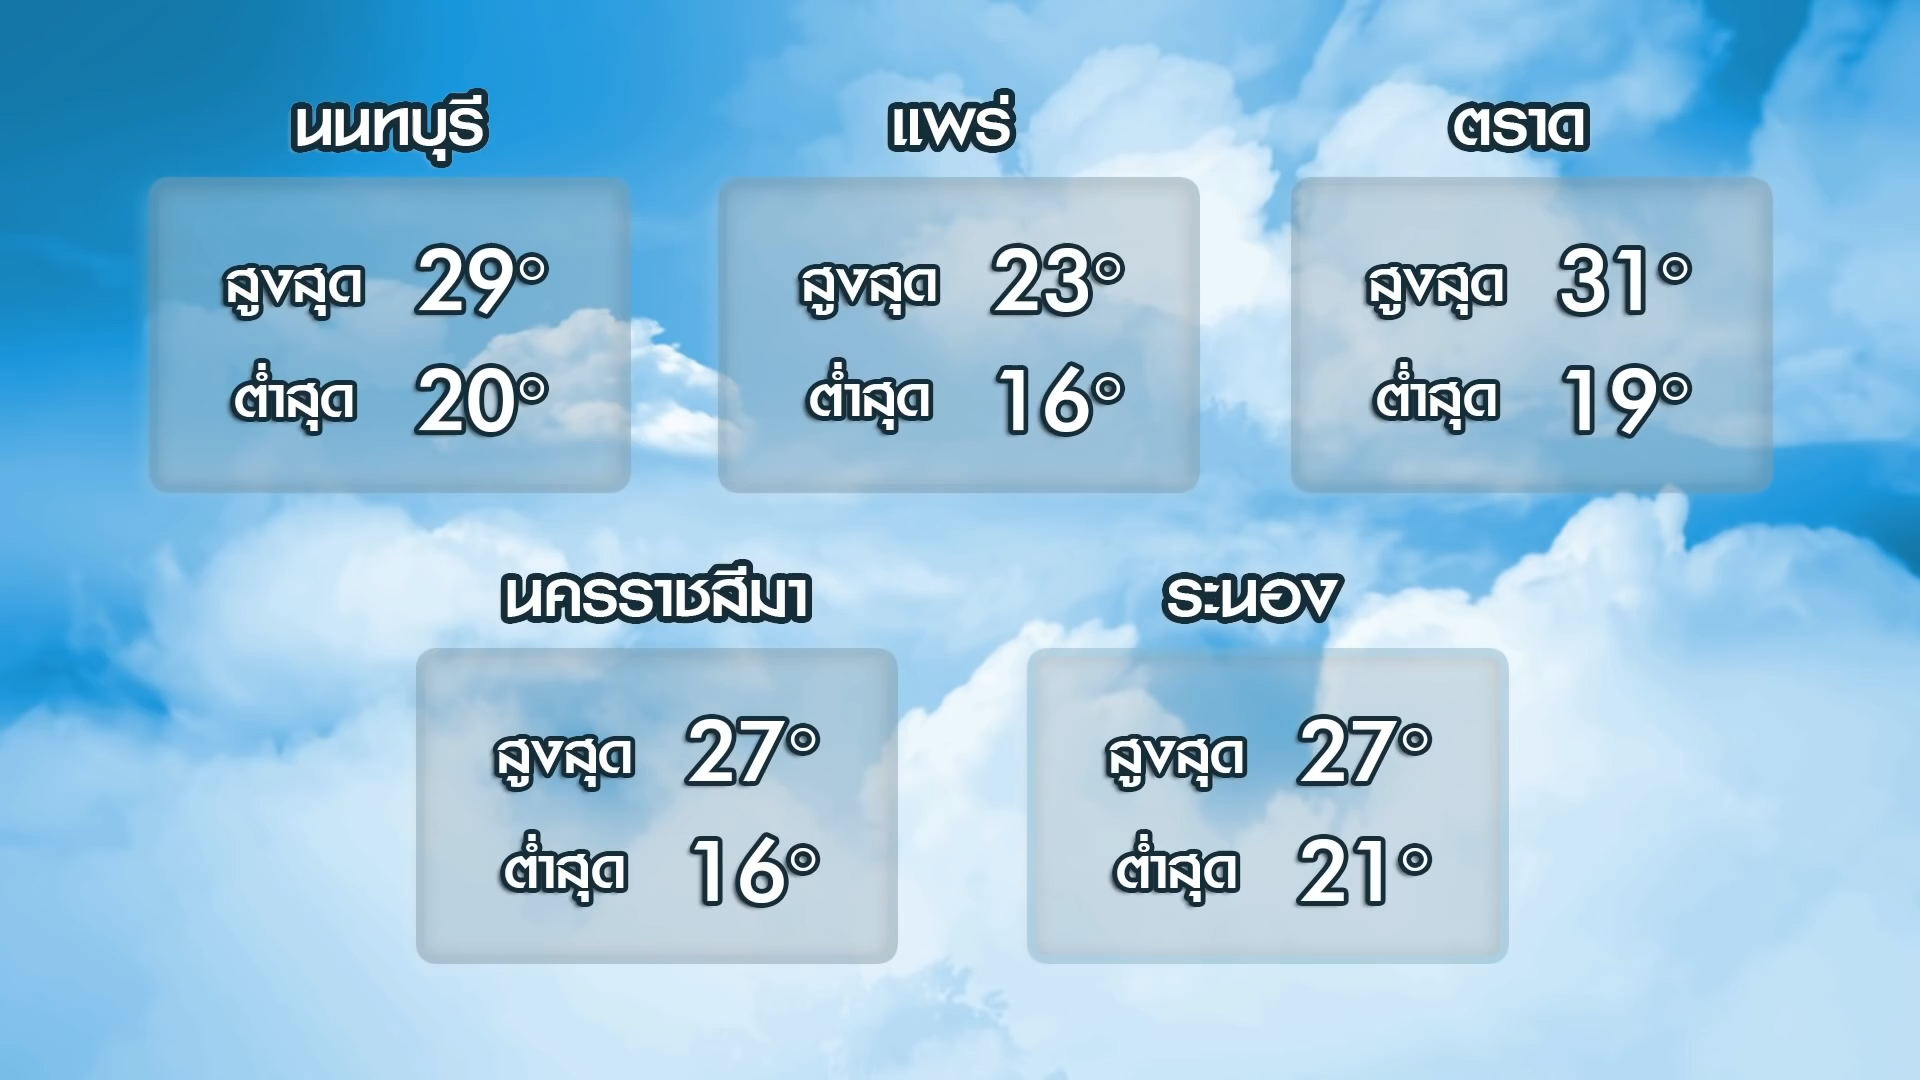 นนทบุรี
สูงสุด 29°
ต่ำสุด 20°
แพร่
สูงสุด 23°
ต่ำสุด 16°
ตราด
สูงสุด 31°
ต่ำสุด 19°
นครราชสีมา
สูงสุด 27°
ต่ำสุด 16°
ระนอง
สูงสุด 27°
ต่ำสุด 21°